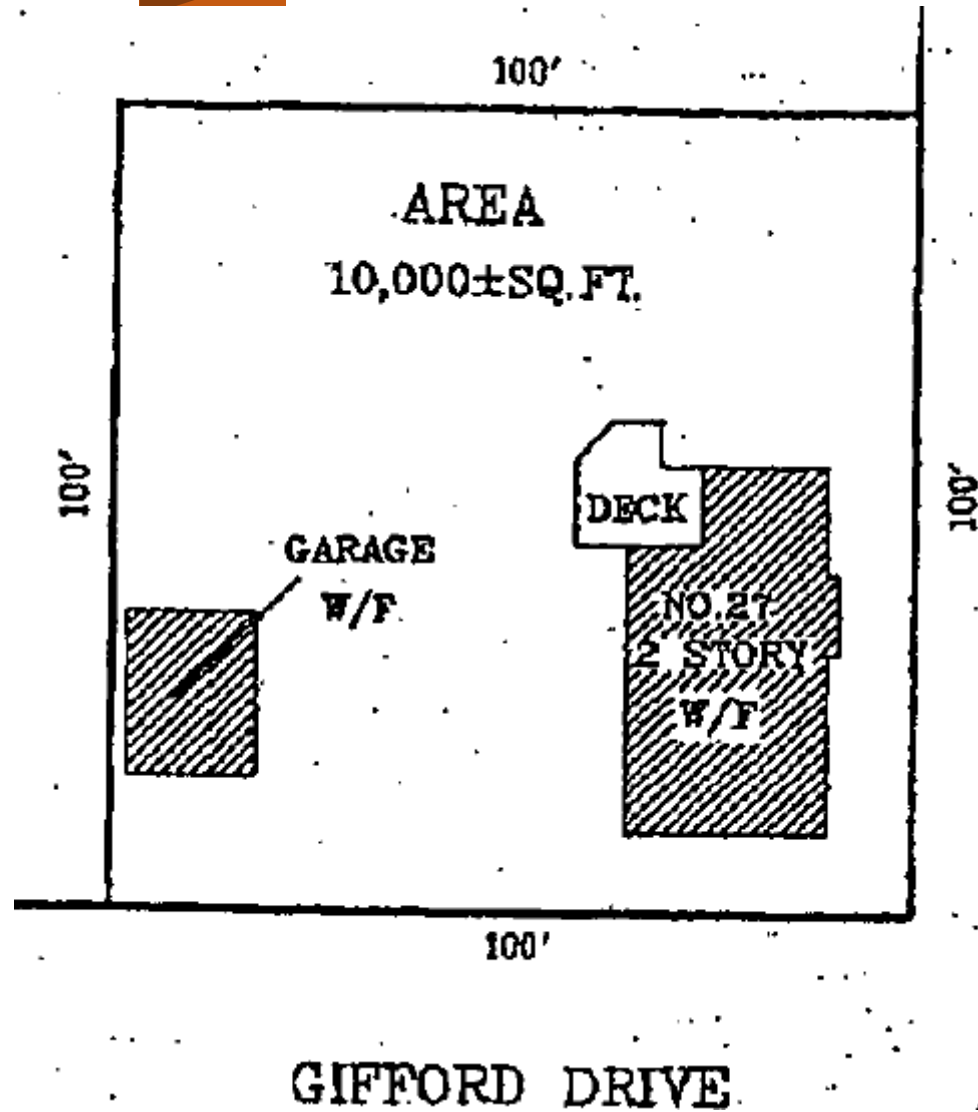 100'
AREA
10,000±SQ.FT.
100'
100'
DECK
GARAGE
W/F
NO.27
2 STORY
W/F
100'
GIFFORD DRIVE